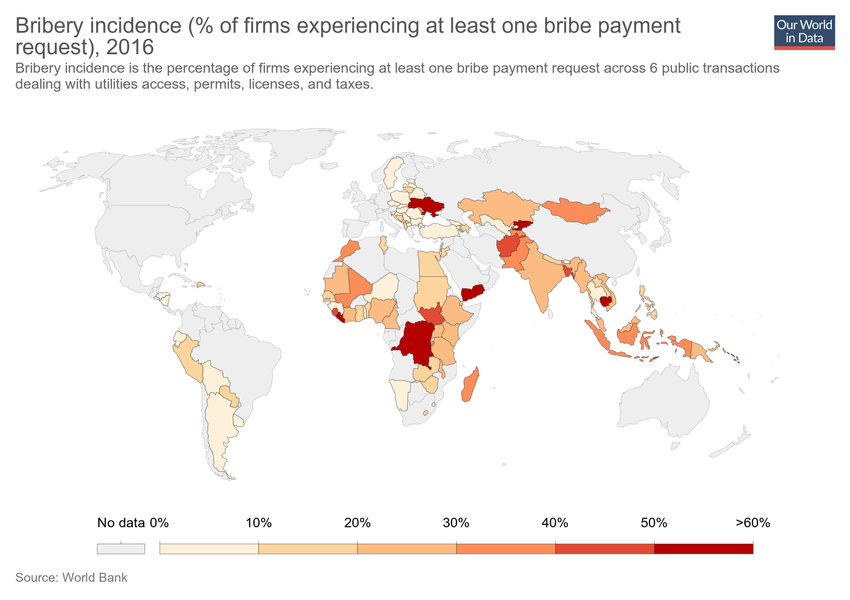 Bribery incidence (% of firms experiencing at least one bribe payment
request), 2016
Our World
in Data
Bribery incidence is the percentage of firms experiencing at least one bribe payment request across 6 public transactions
dealing with utilities access, permits, licenses, and taxes.
No data 0% 10% 20% 30% 40% 50% >60%
Source: World Bank